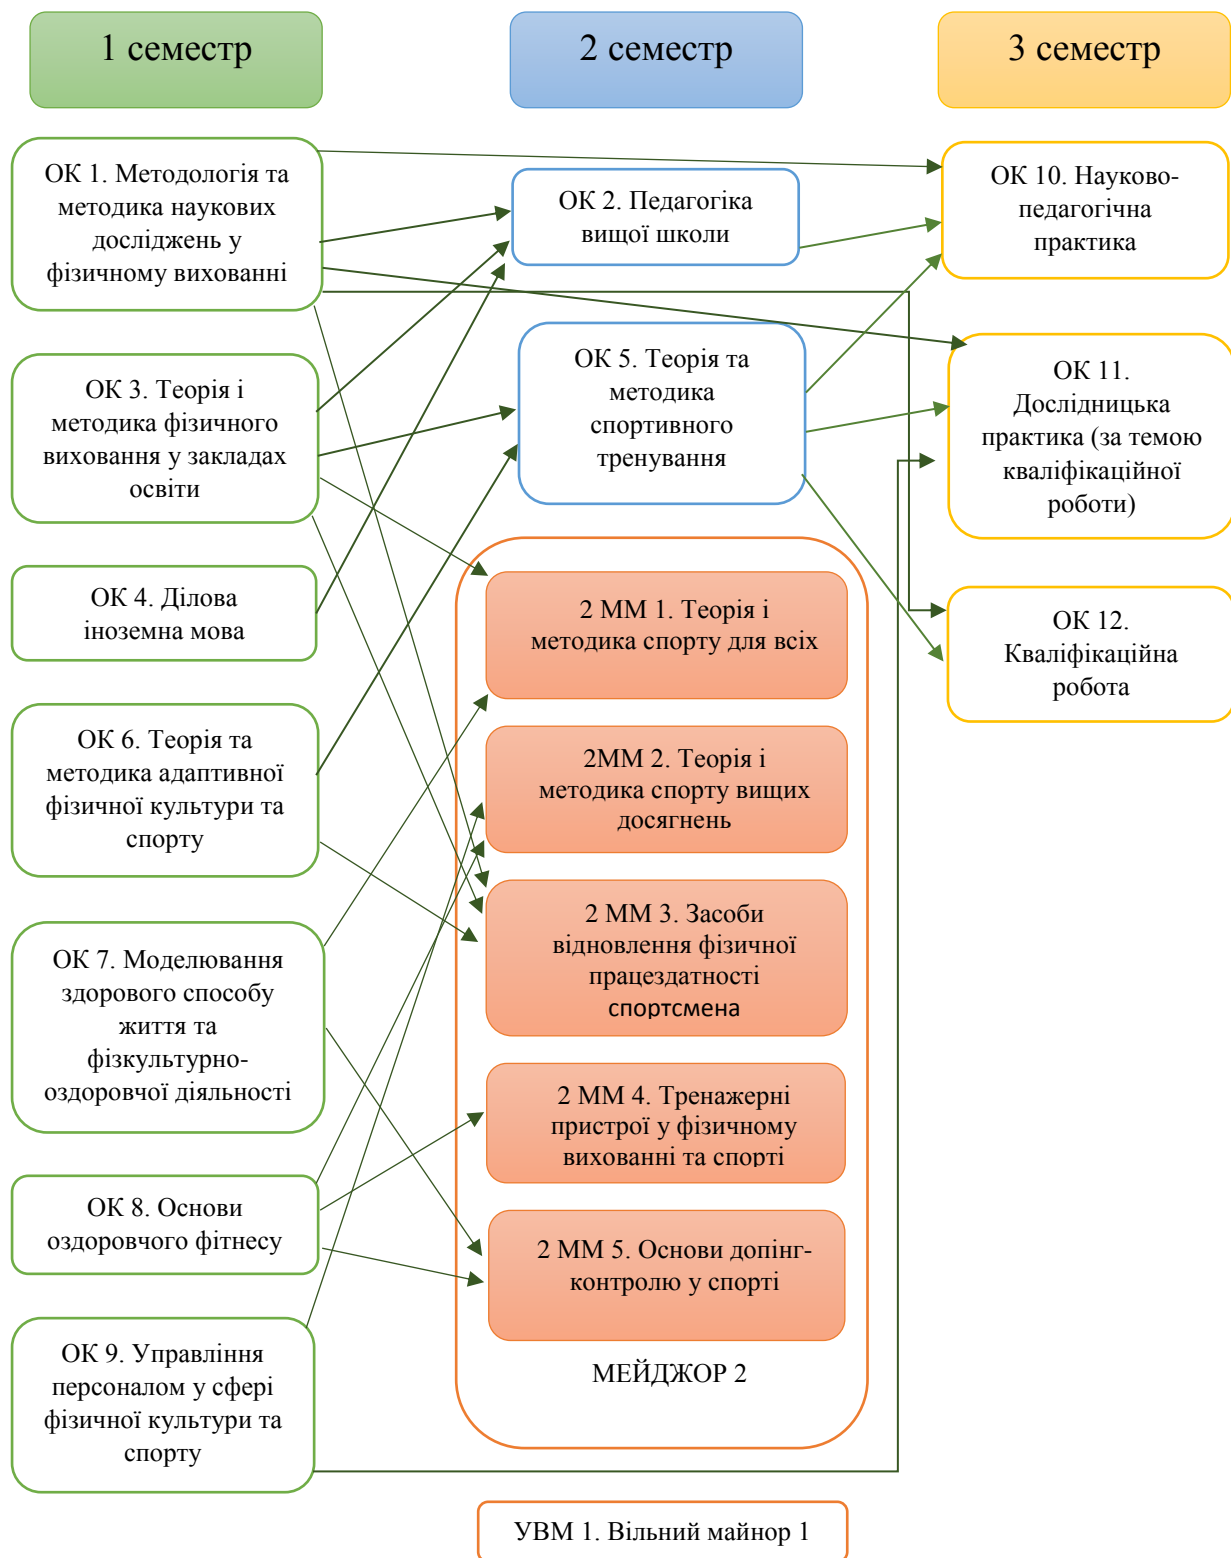 1 семестр
2 семестр
3 семестр
ОК 1. Методологія та
методика наукових
досліджень у
фізичному вихованні
ОК 3. Теорія і
методика фізичного
виховання у закладах
освіти
ОК 4. Ділова
іноземна мова
ОК 6. Теорія та
методика адаптивної
фізичної культури та
спорту
ОК 7. Моделювання
здорового способу
життя та
фізкультурно-
оздоровчої діяльності
ОК 8. Основи
оздоровчого фітнесу
ОК 9. Управління
персоналом у сфері
фізичної культури та
спорту
ОК 2. Педагогіка
вищої школи
ОК 5. Теорія та
методика
спортивного
тренування
2 ММ 1. Теорія і
методика спорту для всіх
2ММ 2. Теорія і
методика спорту вищих
досягнень
2 ММ 3. Засоби
відновлення фізичної
працездатності
спортсмена
2 ММ 4. Тренажерні
пристрої у фізичному
вихованні та спорті
2 ММ 5. Основи допінг-
контролю у спорті
МЕЙДЖОР 2
УВМ 1. Вільний майнор 1
ОК 10. Науково-
педагогічна
практика
ОК 11.
Дослідницька
практика (за темою
кваліфікаційної
роботи)
ОК 12.
Кваліфікаційна
робота